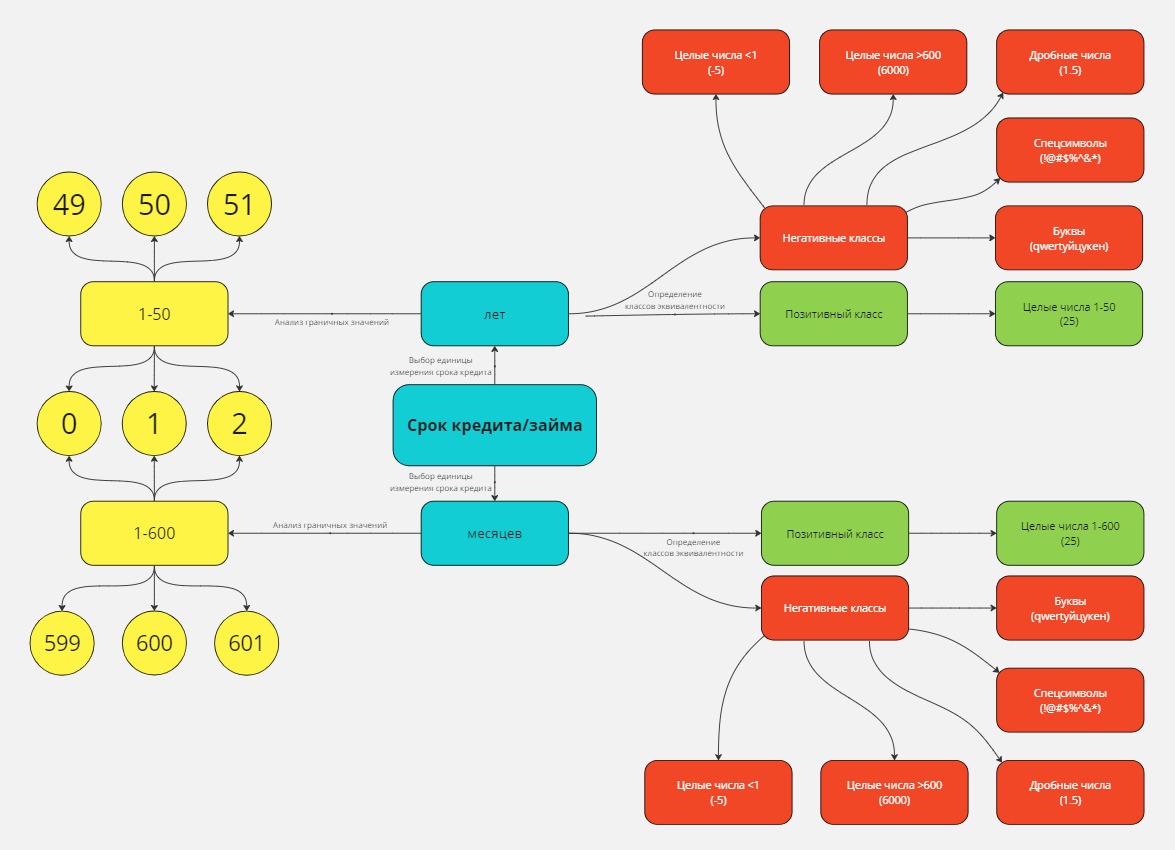 Целые числа <1
(-5)
Целые числа >600
(6000)
Дробные числа
(1.5)
Спецсимволы
(!@#$%^&*)
49
50
51
Негативные классы
Буквы
(qwertyйцукен)
1-50
Анализ граничных значений
лет
Определение
классов эквивалентности
Позитивный класс
Целые числа 1-50
(25)
Выбор единицы
измерения срока кредита
0
1
2
Срок кредита/займа
Выбор единицы
измерения срока кредита
1-600
Анализ граничных значений
месяцев
Определение
классов эквивалентности
Позитивный класс
Целые числа 1-600
(25)
Негативные классы
Буквы
(qwertyйцукен)
599
600
601
Спецсимволы
(!@#$%^&*)
Целые числа <1
(-5)
Целые числа >600
(6000)
Дробные числа
(1.5)